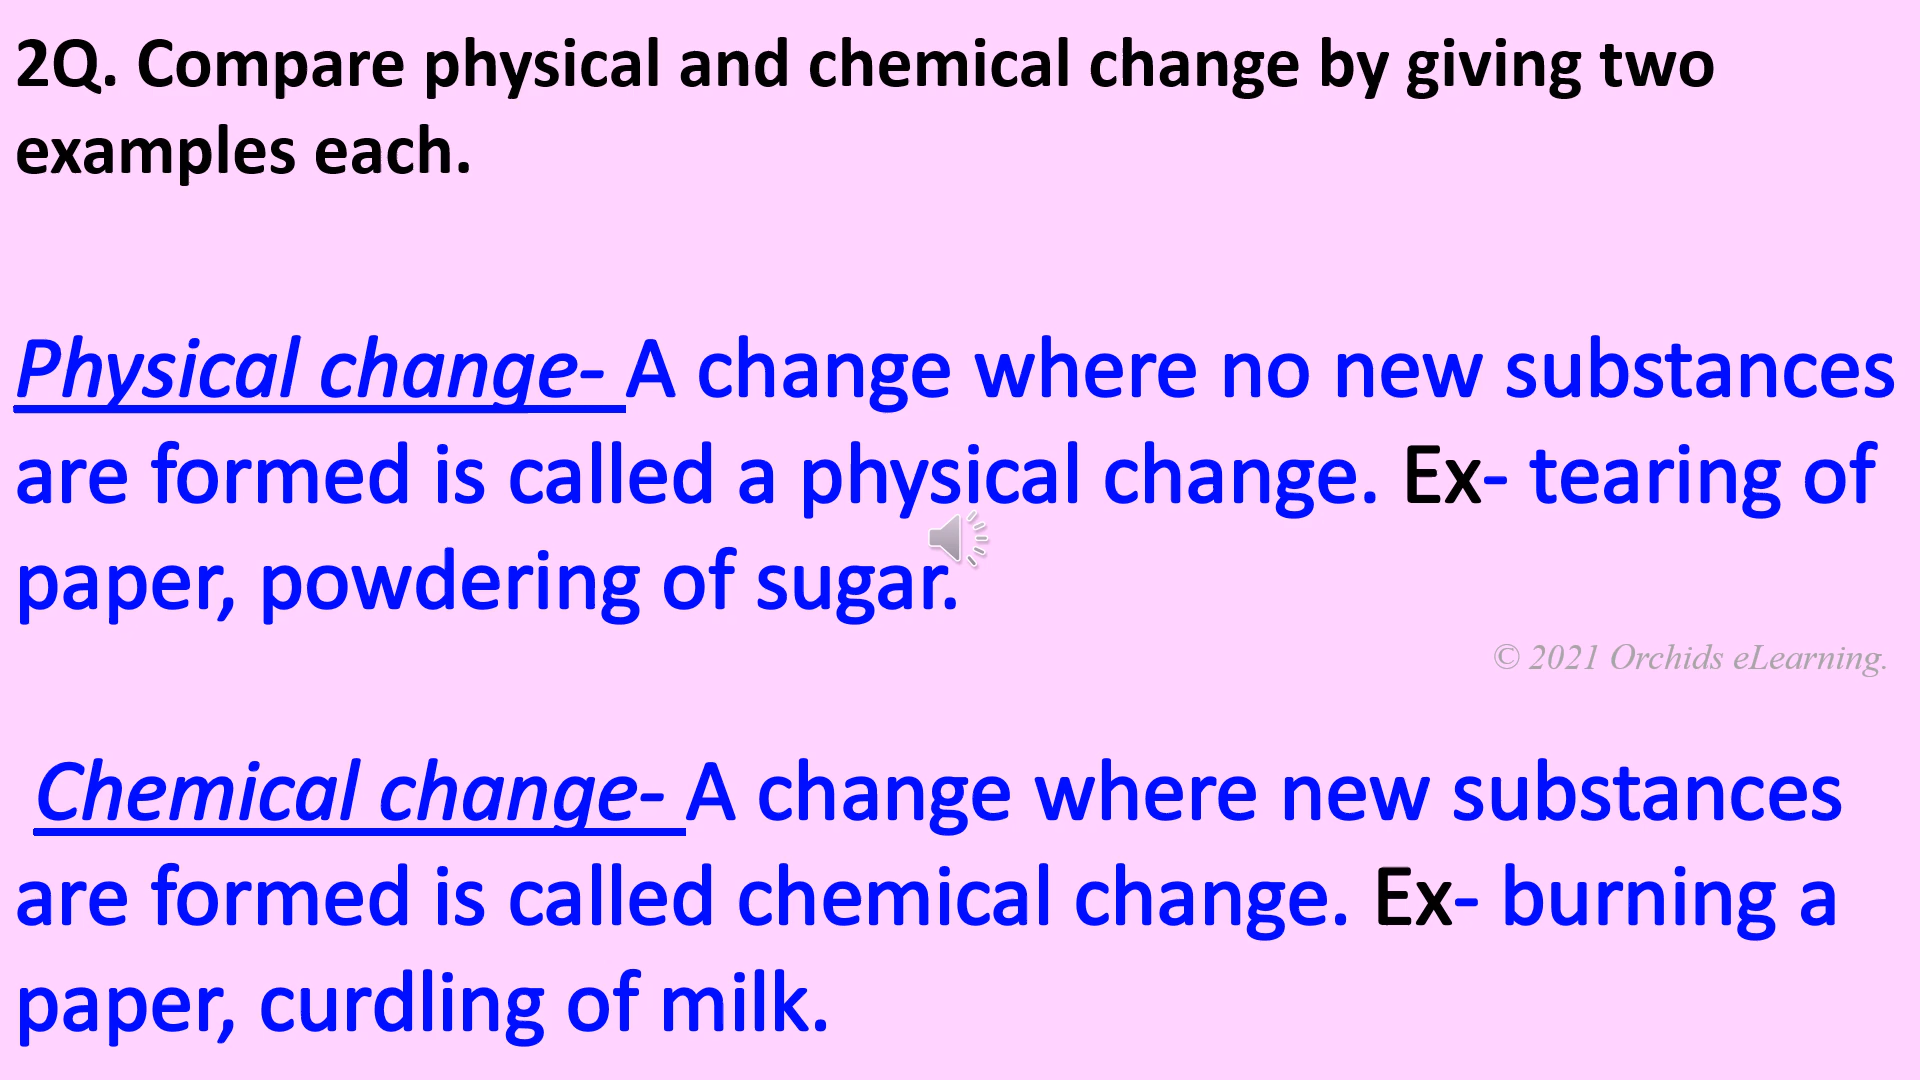 2Q. Compare physical and chemical change by giving two
examples each.
Physical change- A change where no new substances
are formed is called a physical change. Ex- tearing of
paper, powdering of sugar.
© 2021 Orchids eLearning.
Chemical change- A change where new substances
are formed is called chemical change. Ex- burning a
paper, curdling of milk.